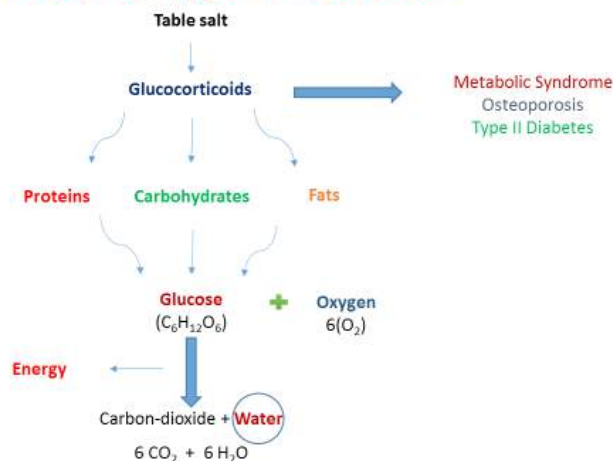 Table salt
Glucocorticoids
Metabolic Syndrome
Osteoporosis
Type II Diabetes
Proteins Carbohydrates Fats
Glucose + Oxygen
(C₆H₁₂O₆) 6(O₂)
Energy
Carbon-dioxide + Water
6 CO₂ + 6 H₂O